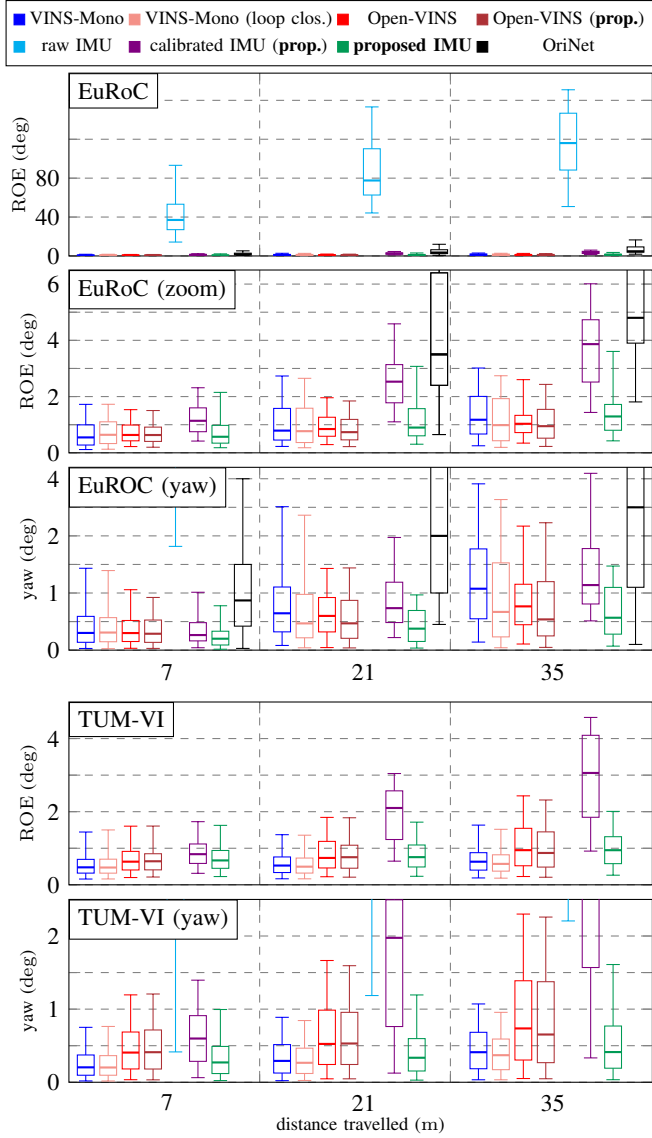 VINS-Mono VINS-Mono (loop clos.) Open-VINS Open-VINS (prop.)
raw IMU calibrated IMU (prop.) proposed IMU OriNet
EuRoC
ROE (deg)
80
40
0
EuRoC (zoom)
ROE (deg)
4
2
1
0
EuROC (yaw)
yaw (deg)
4
2
1
0
7 21 35
TUM-VI
ROE (deg)
4
2
1
0
TUM-VI (yaw)
yaw (deg)
2
1
0
7 21 35
distance travelled (m)